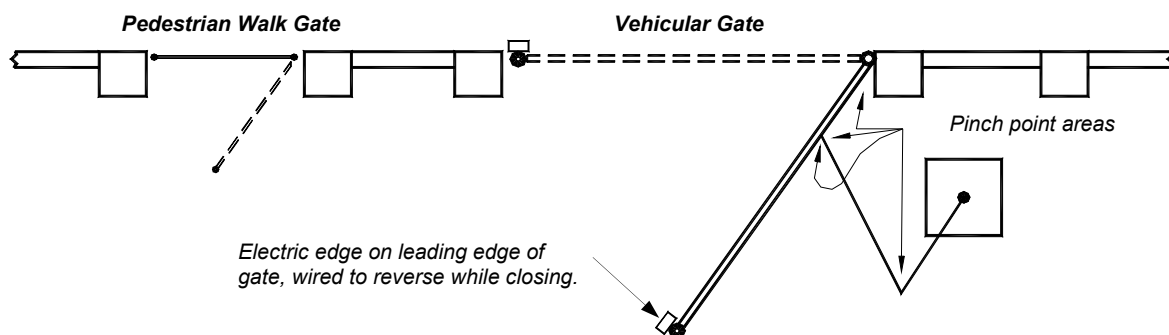 Pedestrian Walk Gate
Vehicular Gate
Pinch point areas
Electric edge on leading edge of
gate, wired to reverse while closing.